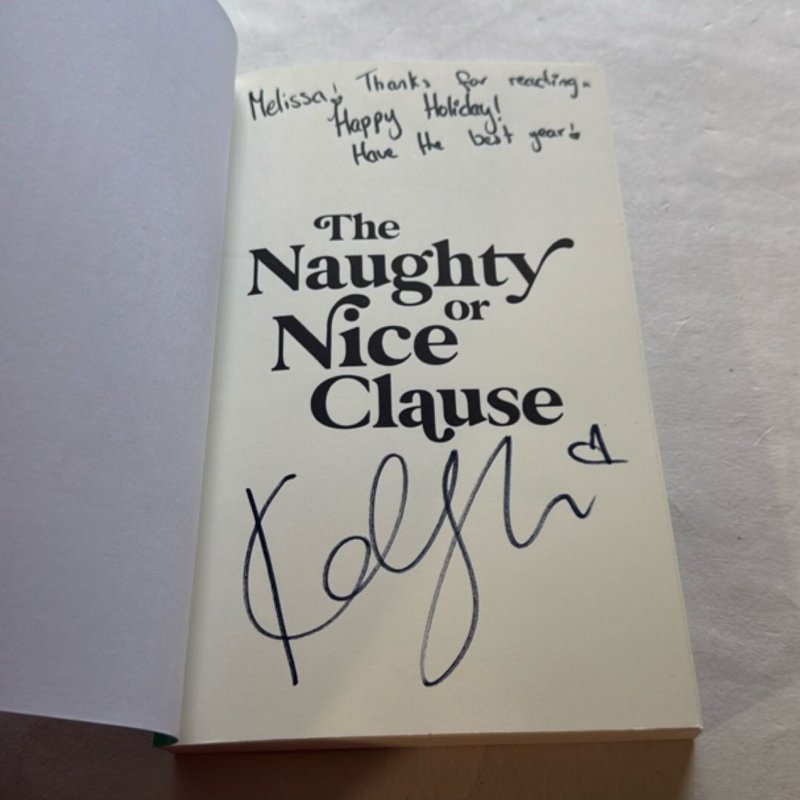 Melissa! Thanks for reading.
Happy Holiday!
Have the best year!
The
Naughty
or
Nice
Clause